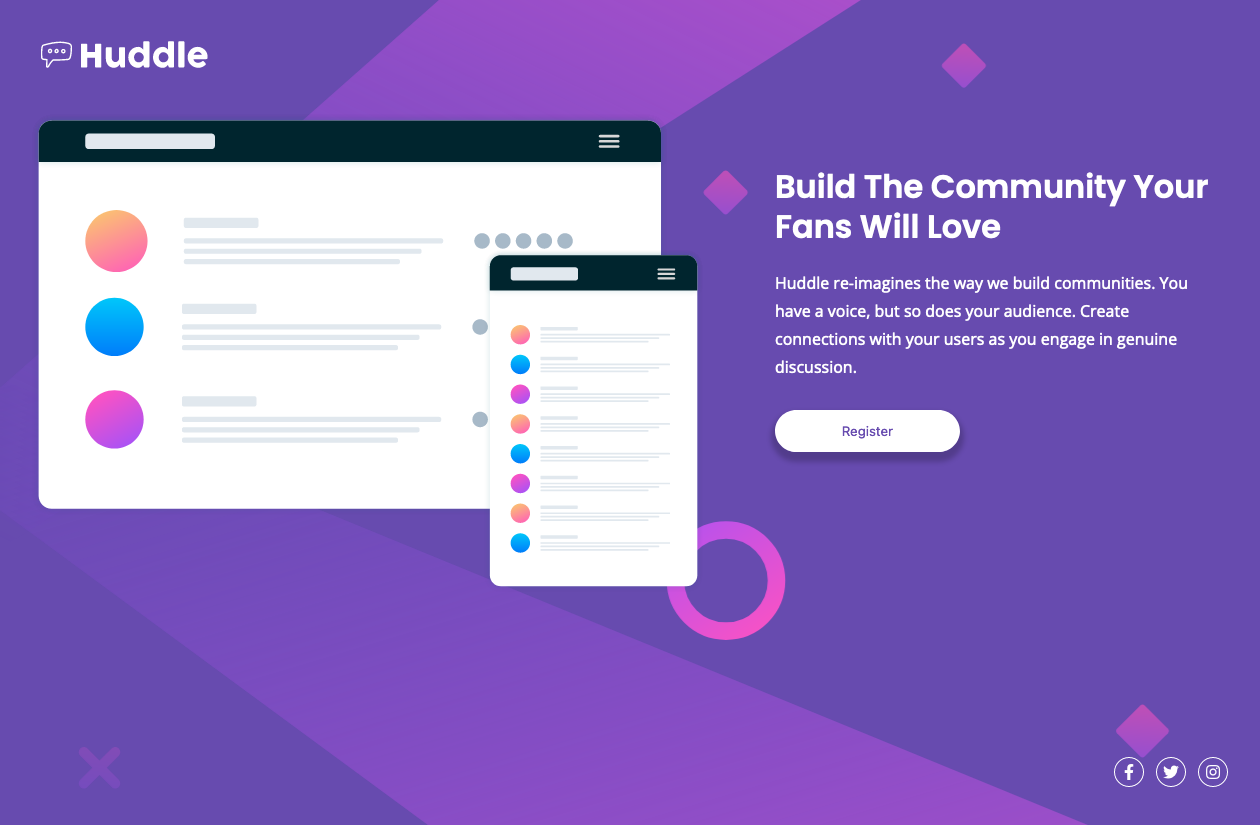 Huddle
Build The Community Your
Fans Will Love
Huddle re-imagines the way we build communities. You
have a voice, but so does your audience. Create
connections with your users as you engage in genuine
discussion.
Register